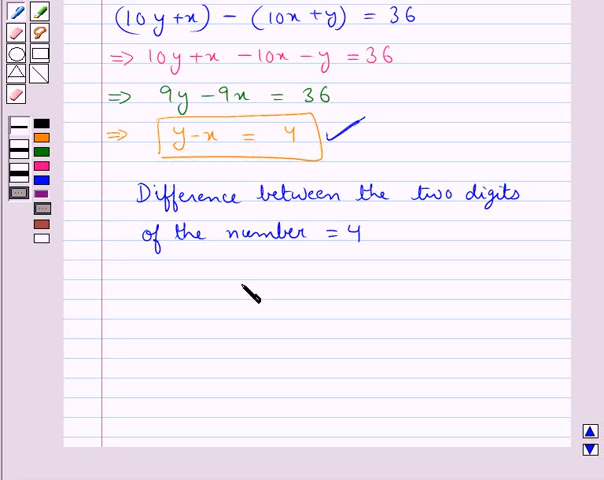 (10y+x) - (10x+y) = 36
⇒ 10y+x -10x-y = 36
⇒ 9y-9x = 36
⇒ y-x = 4 ✓
Difference between the two digits
of the number = 4